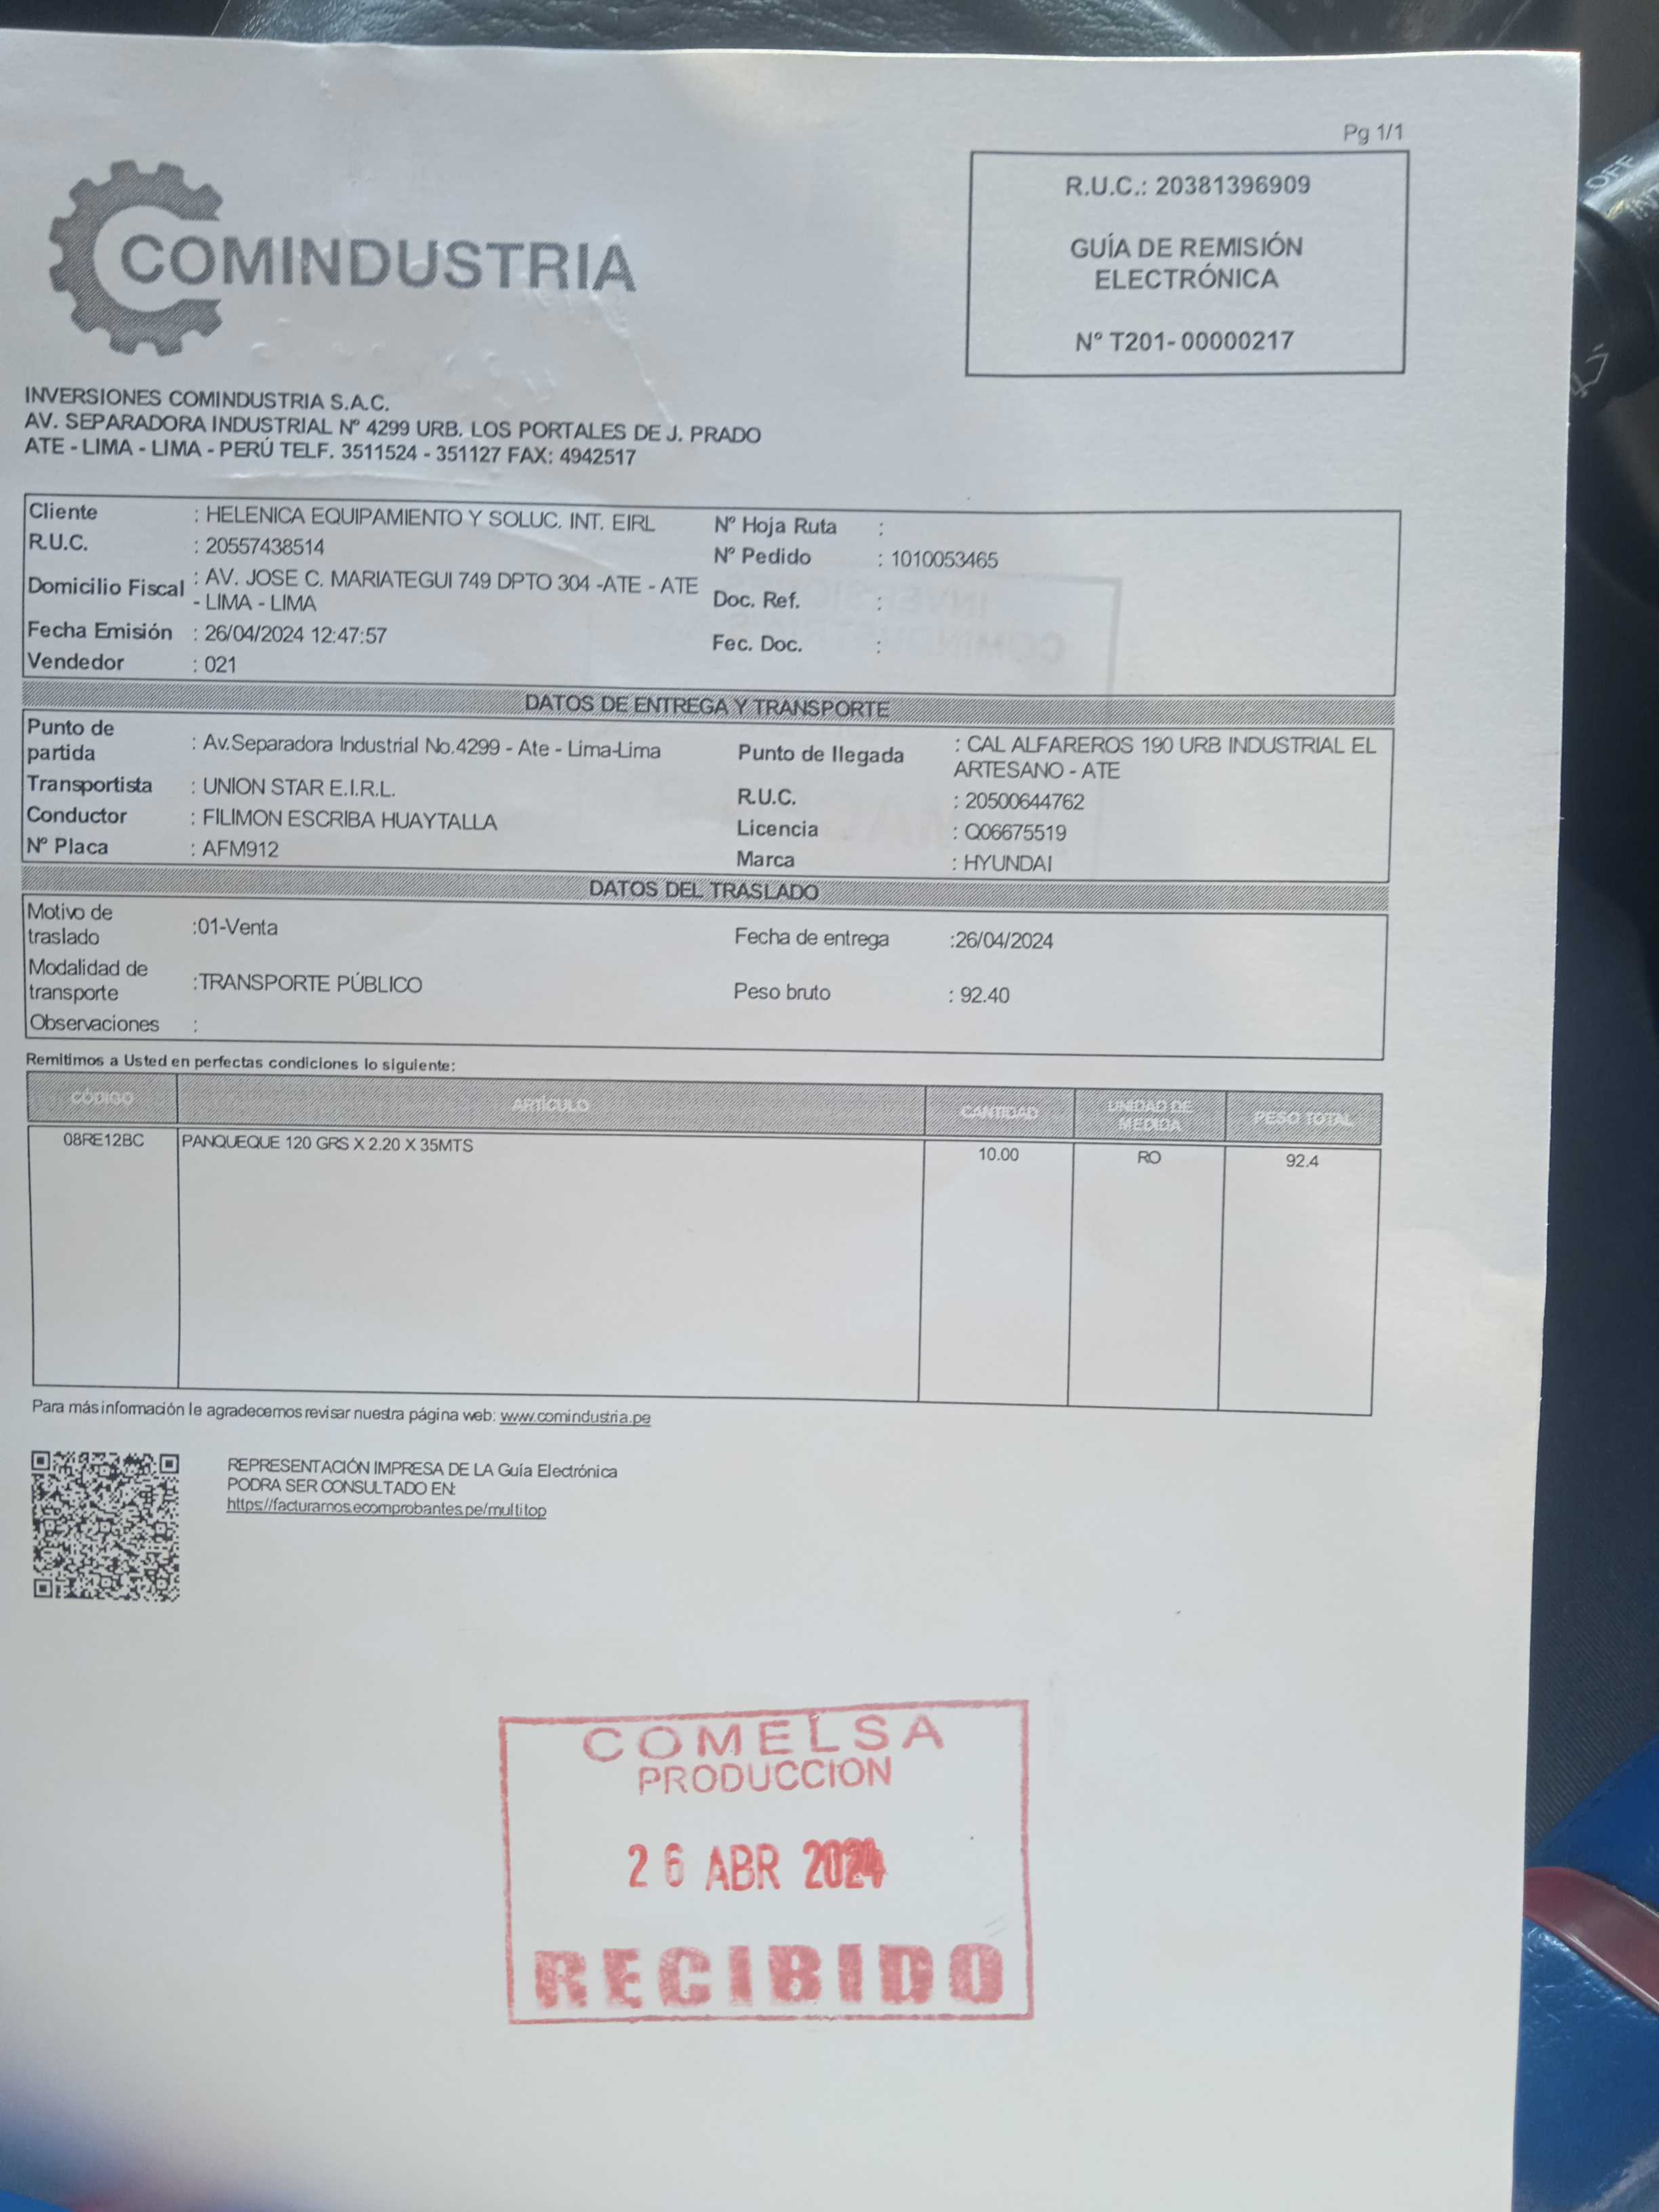 Pg 1/1
COMINDUSTRIA
R.U.C.: 20381396909
GUÍA DE REMISIÓN
ELECTRÓNICA
Nº T201- 00000217
INVERSIONES COMINDUSTRIA S.A.C.
AV. SEPARADORA INDUSTRIAL Nº 4299 URB. LOS PORTALES DE J. PRADO
ATE - LIMA - LIMA - PERÚ TELF. 3511524 - 351127 FAX: 4942517
Cliente : HELENICA EQUIPAMIENTO Y SOLUC. INT. EIRL Nº Hoja Ruta :
R.U.C. : 20557438514 Nº Pedido : 1010053465
Domicilio Fiscal : AV. JOSE C. MARIATEGUI 749 DPTO 304 -ATE - ATE
- LIMA - LIMA Doc. Ref. :
Fecha Emisión : 26/04/2024 12:47:57 Fec. Doc. :
Vendedor : 021
DATOS DE ENTREGA Y TRANSPORTE
Punto de
partida : Av.Separadora Industrial No.4299 - Ate - Lima-Lima Punto de llegada : CAL ALFAREROS 190 URB INDUSTRIAL EL
ARTESANO - ATE
Transportista : UNION STAR E.I.R.L. R.U.C. : 20500644762
Conductor : FILIMON ESCRIBA HUAYTALLA Licencia : Q06675519
Nº Placa : AFM912 Marca : HYUNDAI
DATOS DEL TRASLADO
Motivo de
traslado :01-Venta Fecha de entrega :26/04/2024
Modalidad de
transporte :TRANSPORTE PÚBLICO Peso bruto : 92.40
Observaciones :
Remitimos a Usted en perfectas condiciones lo siguiente:
CÓDIGO ARTÍCULO CANTIDAD UNIDAD DE
MEDIDA PESO TOTAL
08RE12BC PANQUEQUE 120 GRS X 2.20 X 35MTS 10.00 RO 92.4
Para más información le agradecemos revisar nuestra página web: www.comindustria.pe
REPRESENTACIÓN IMPRESA DE LA Guía Electrónica
PODRA SER CONSULTADO EN:
https://facturamos.ecomprobantes.pe/multitop
COMELSA
PRODUCCION
26 ABR 2024
RECIBIDO
OFF